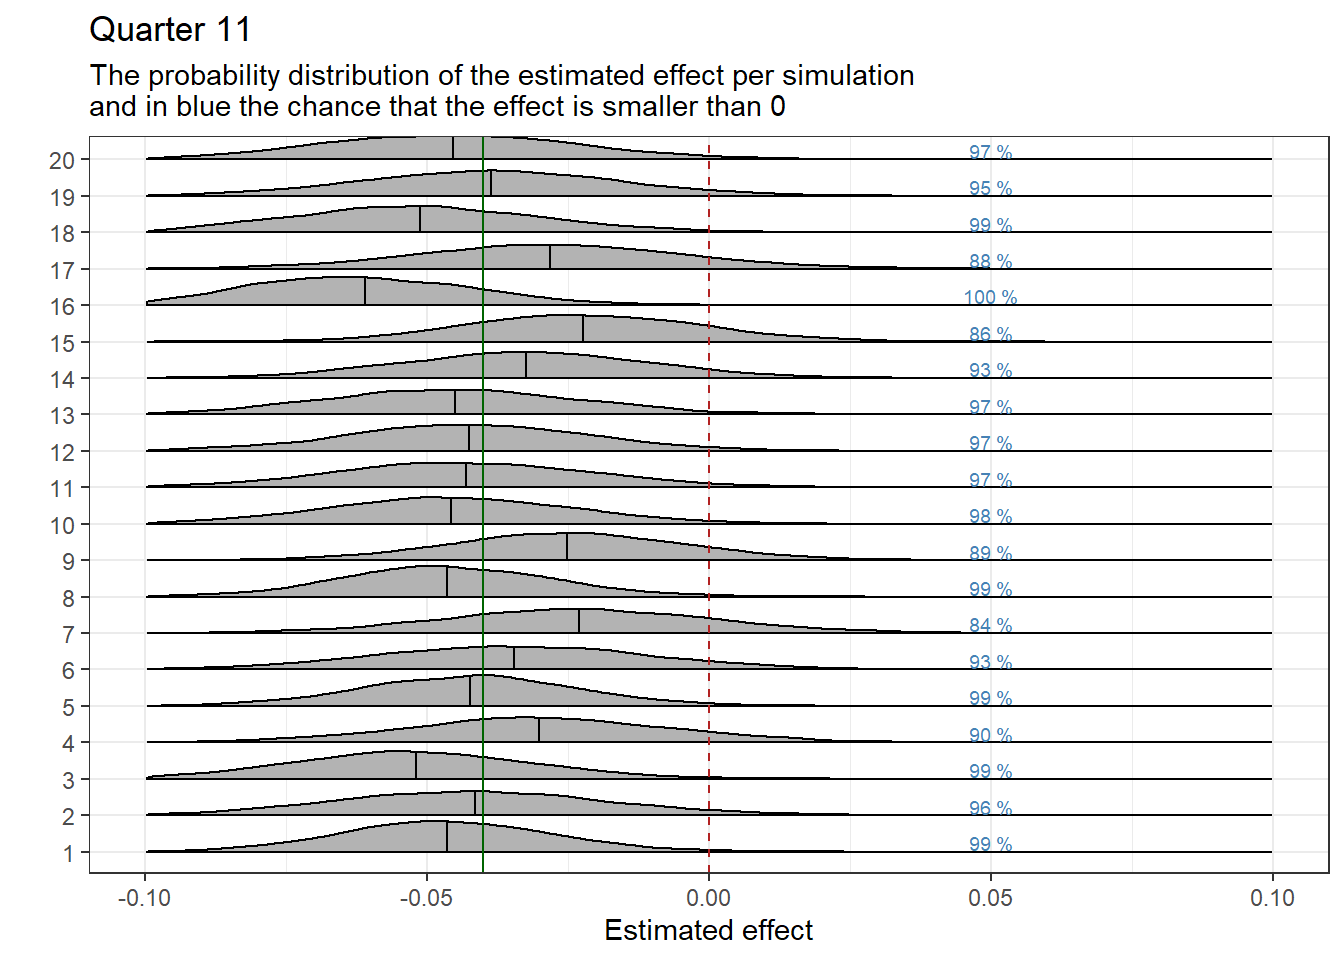 Quarter 11
The probability distribution of the estimated effect per simulation
and in blue the chance that the effect is smaller than 0
20 97 %
19 95 %
18 99 %
17 88 %
16 100 %
15 86 %
14 93 %
13 97 %
12 97 %
11 97 %
10 98 %
9 89 %
8 99 %
7 84 %
6 93 %
5 99 %
4 90 %
3 99 %
2 96 %
1 99 %
-0.10 -0.05 0.00 0.05 0.10
Estimated effect